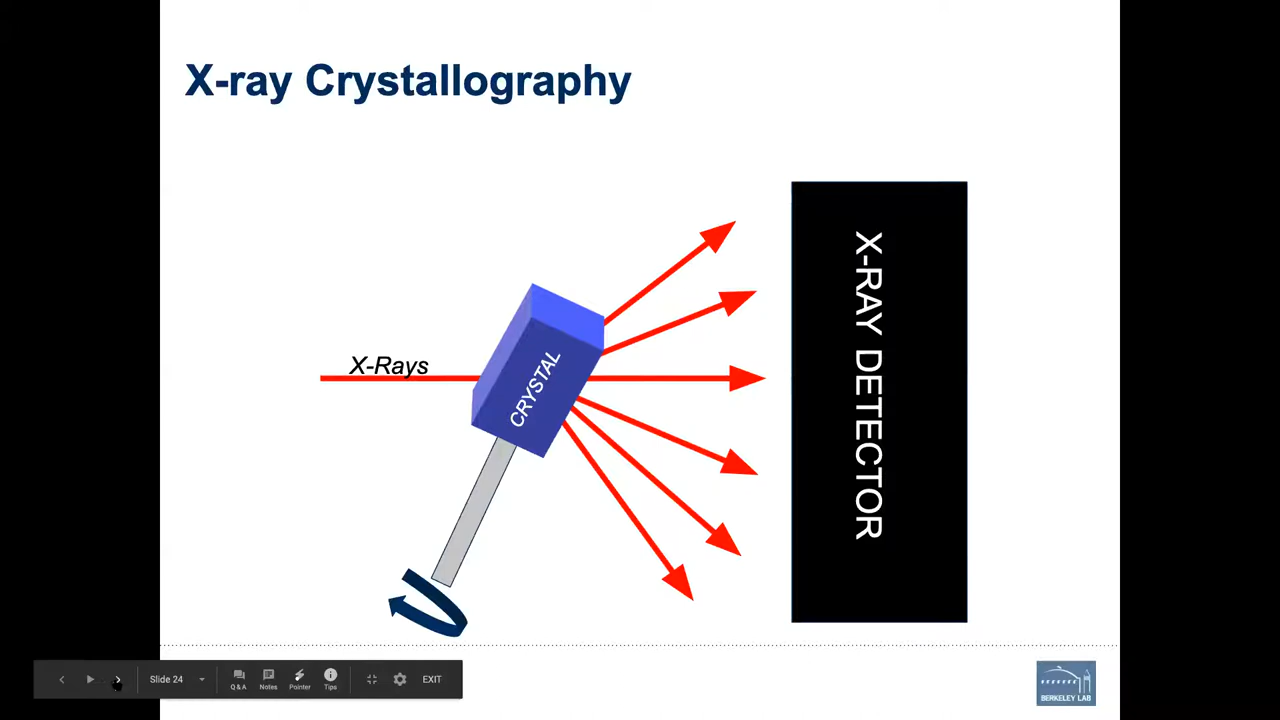 X-ray Crystallography
X-Rays
CRYSTAL
X-RAY DETECTOR
Slide 24
Q&A
Notes
Pointer
Tips
EXIT
BERKELEY LAB